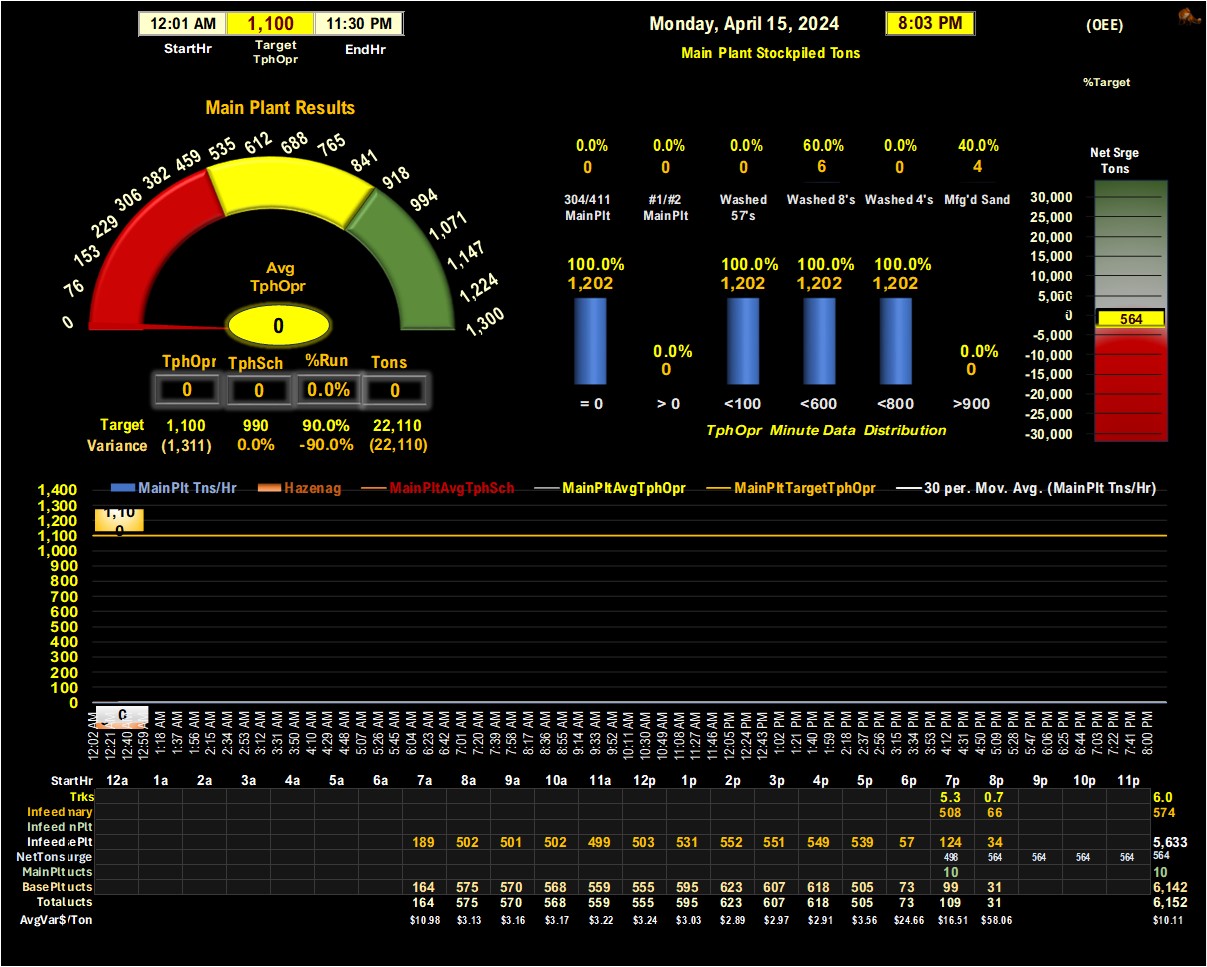 12:01 AM 1,100 11:30 PM
StartHr Target TphOpr EndHr
Monday, April 15, 2024 8:03 PM (OEE)
Main Plant Stockpiled Tons
%Target
Main Plant Results
0 76 153 229 306 382 459 535 612 688 765 841 918 994 1,071 1,147 1,224 1,300
Avg
TphOpr
0
TphOpr TphSch %Run Tons
0 0 0.0% 0
Target 1,100 990 90.0% 22,110
Variance (1,311) 0.0% -90.0% (22,110)
0.0% 0.0% 0.0% 60.0% 0.0% 40.0%
0 0 0 6 0 4
304/411 MainPlt #1/#2 MainPlt Washed 57's Washed 8's Washed 4's Mfg'd Sand
100.0% 100.0% 100.0% 100.0%
1,202 1,202 1,202 1,202
0.0% 0.0%
0 0
= 0 > 0 <100 <600 <800 >900
TphOpr Minute Data Distribution
Net Srge
Tons
30,000
25,000
20,000
15,000
10,000
5,000
0
564
-5,000
-10,000
-15,000
-20,000
-25,000
-30,000
MainPlt Tns/Hr Hazenag MainPltAvgTphSch MainPltAvgTphOpr MainPltTargetTphOpr 30 per. Mov. Avg. (MainPlt Tns/Hr)
1,400
1,300
1,200
1,100
1,000
900
800
700
600
500
400
300
200
100
0
1,100
0
12:02 AM 12:21 12:40 12:59 1:18 AM 1:37 AM 1:56 AM 2:15 AM 2:34 AM 2:53 AM 3:12 AM 3:31 AM 3:50 AM 4:10 AM 4:29 AM 4:48 AM 5:07 AM 5:26 AM 5:45 AM 6:04 AM 6:23 AM 6:42 AM 7:01 AM 7:20 AM 7:39 AM 7:58 AM 8:17 AM 8:36 AM 8:55 AM 9:14 AM 9:33 AM 9:52 AM 10:11 AM 10:30 AM 10:49 AM 11:08 AM 11:27 AM 11:46 AM 12:05 PM 12:24 PM 12:43 PM 1:02 PM 1:21 PM 1:40 PM 1:59 PM 2:18 PM 2:37 PM 2:56 PM 3:15 PM 3:34 PM 3:53 PM 4:12 PM 4:31 PM 4:50 PM 5:09 PM 5:28 PM 5:47 PM 6:06 PM 6:25 PM 6:44 PM 7:03 PM 7:22 PM 7:41 PM 8:00 PM
StartHr 12a 1a 2a 3a 4a 5a 6a 7a 8a 9a 10a 11a 12p 1p 2p 3p 4p 5p 6p 7p 8p 9p 10p 11p
Trks 5.3 0.7 6.0
Infeed mary 508 66 574
Infeed nPlt
Infeed ePlt 189 502 501 502 499 503 531 552 551 549 539 57 124 34 5,633
NetTons urge 498 564 564 564 564 564
MainPlt ucts 10 10
BasePlt ucts 164 575 570 568 559 555 595 623 607 618 505 73 99 31 6,142
Total ucts 164 575 570 568 559 555 595 623 607 618 505 73 109 31 6,152
AvgVar$/Ton $10.98 $3.13 $3.16 $3.17 $3.22 $3.24 $3.03 $2.89 $2.97 $2.91 $3.56 $24.66 $16.51 $58.06 $10.11